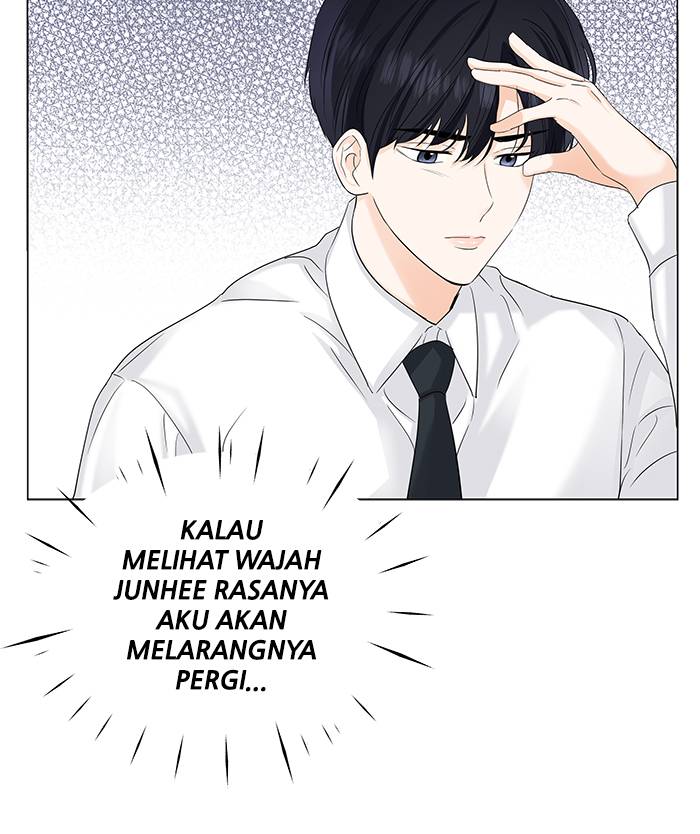 KALAU
MELIHAT WAJAH
JUNHEE RASANYA
AKU AKAN
MELARANGNYA
PERGI...